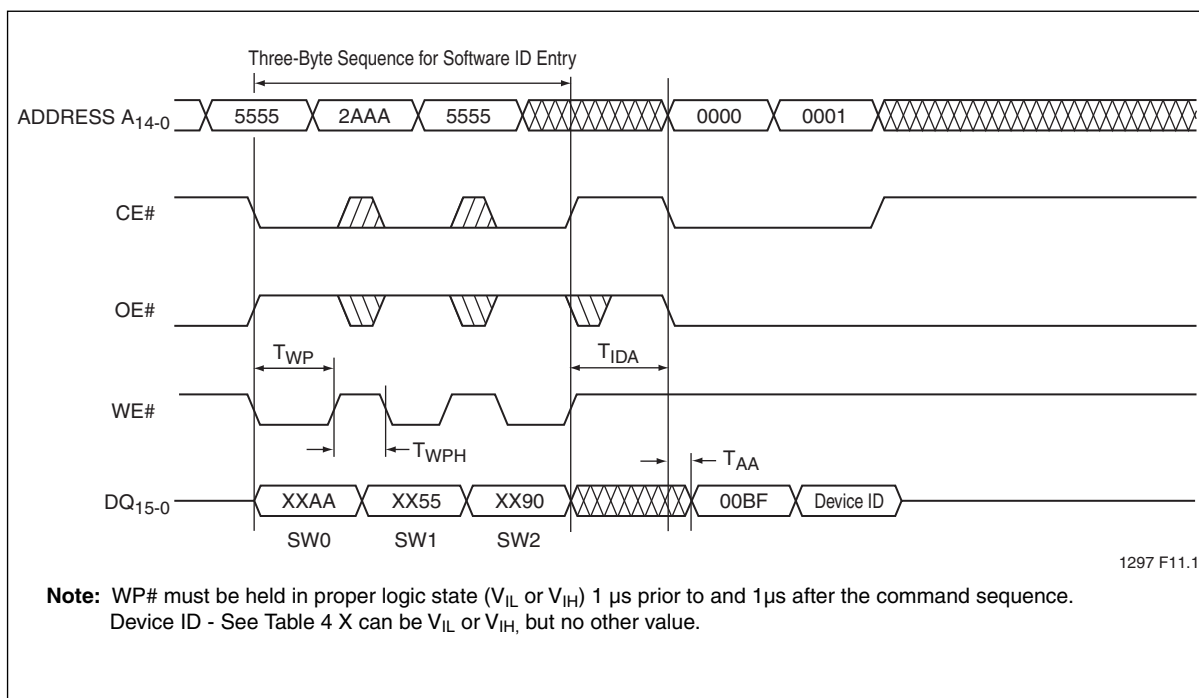 Three-Byte Sequence for Software ID Entry
ADDRESS A14-0
5555 2AAA 5555 0000 0001
CE#
OE#
TWP TIDA
WE#
TWPH TAA
DQ15-0
XXAA XX55 XX90 00BF Device ID
SW0 SW1 SW2
1297 F11.1
Note: WP# must be held in proper logic state (VIL or VIH) 1 µs prior to and 1µs after the command sequence.
Device ID - See Table 4 X can be VIL or VIH, but no other value.